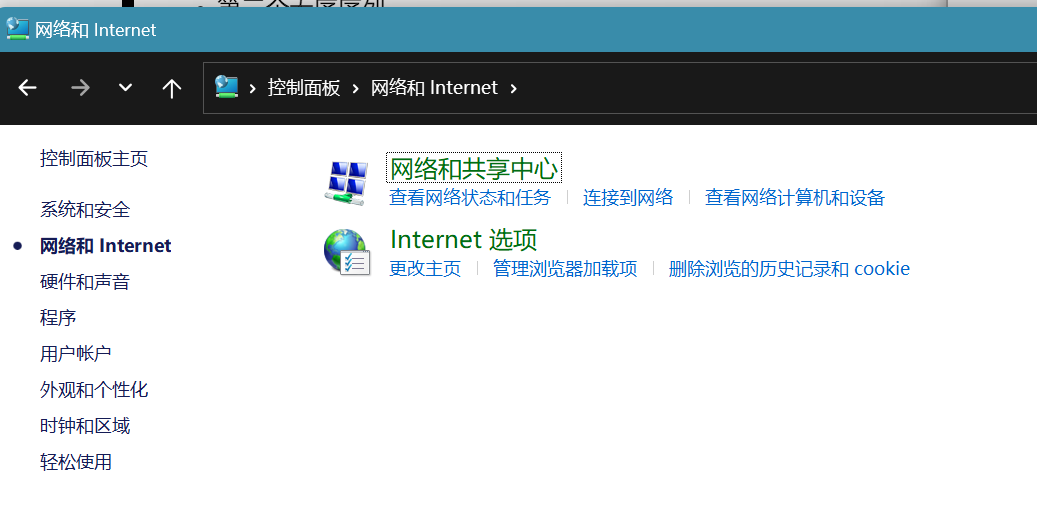 网络和 Internet
控制面板 网络和 Internet
控制面板主页
系统和安全
网络和 Internet
硬件和声音
程序
用户帐户
外观和个性化
时钟和区域
轻松使用
网络和共享中心
查看网络状态和任务 连接到网络 查看网络计算机和设备
Internet 选项
更改主页 管理浏览器加载项 删除浏览的历史记录和 cookie